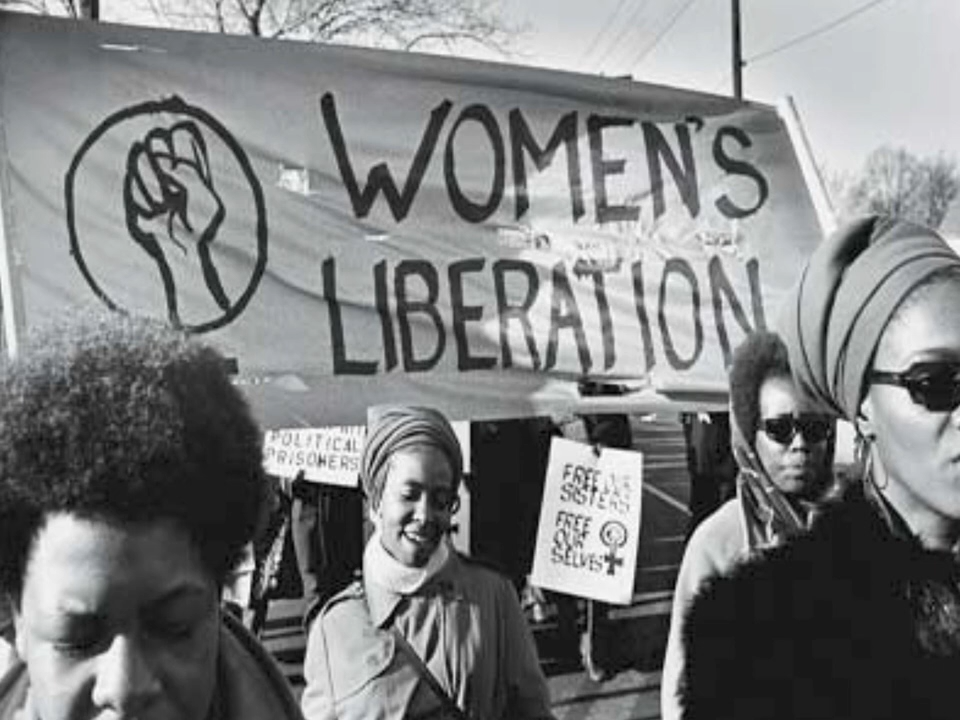 WOMEN'S
LIBERATION
POLITICAL
PRISONERS
FREE OUR
SISTERS
FREE
OUR
SELVES